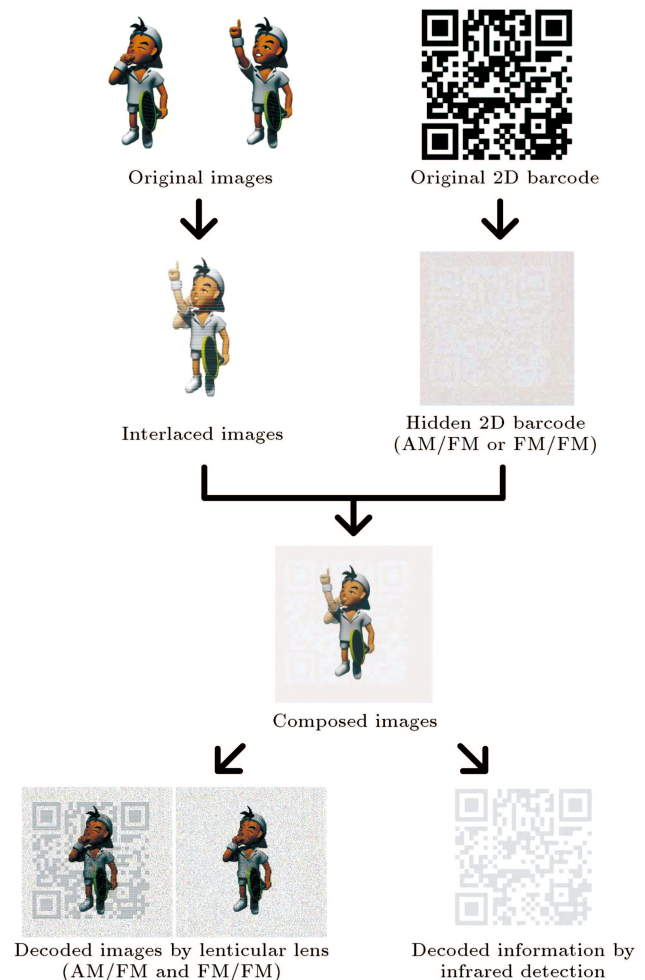 Original images
Original 2D barcode
Interlaced images
Hidden 2D barcode
(AM/FM or FM/FM)
Composed images
Decoded images by lenticular lens
(AM/FM and FM/FM)
Decoded information by
infrared detection